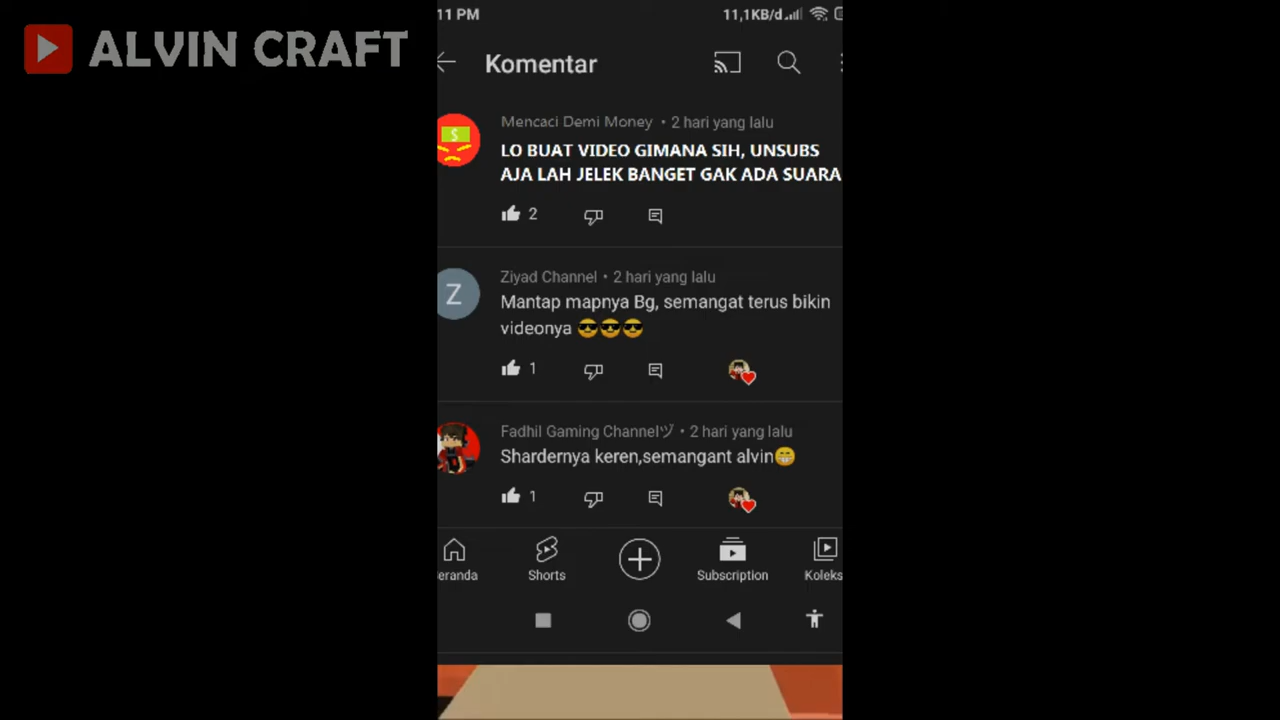 ALVIN CRAFT
11 PM 11,1KB/d
Komentar
Mencaci Demi Money • 2 hari yang lalu
LO BUAT VIDEO GIMANA SIH, UNSUBS
AJA LAH JELEK BANGET GAK ADA SUARA
2
Z
Ziyad Channel • 2 hari yang lalu
Mantap mapnya Bg, semangat terus bikin
videonya 😎😎😎
1
Fadhil Gaming Channelヅ • 2 hari yang lalu
Shardernya keren,semangant alvin😁
1
eranda Shorts Subscription Koleks